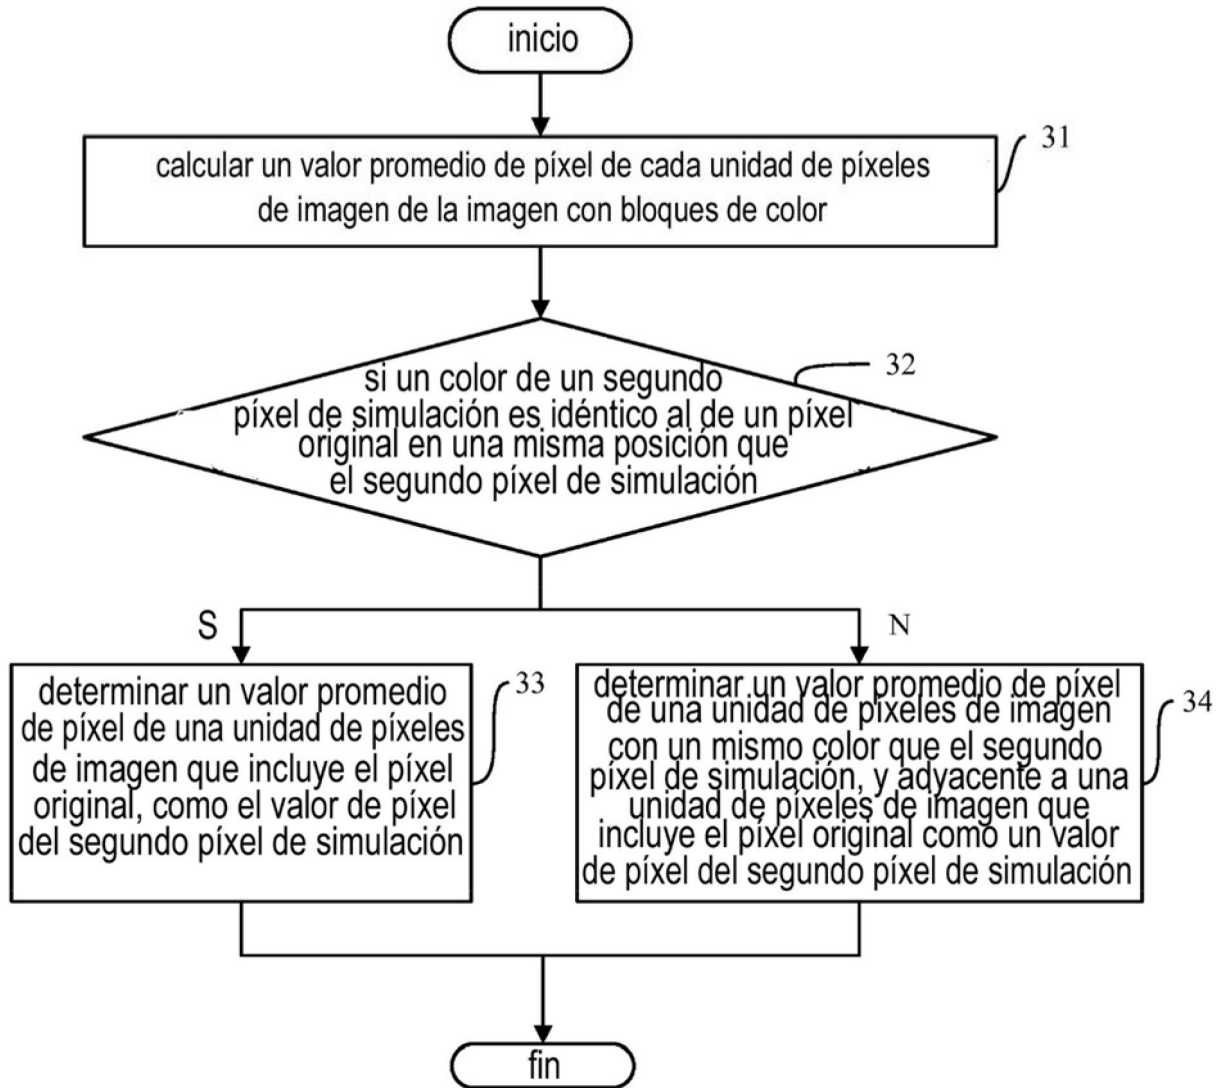 inicio
31
calcular un valor promedio de píxel de cada unidad de píxeles
de imagen de la imagen con bloques de color
32
si un color de un segundo
píxel de simulación es idéntico al de un píxel
original en una misma posición que
el segundo píxel de simulación
S
N
33
determinar un valor promedio
de píxel de una unidad de píxeles
de imagen que incluye el píxel
original, como el valor de píxel
del segundo píxel de simulación
34
determinar un valor promedio de píxel
de una unidad de píxeles de imagen
con un mismo color que el segundo
píxel de simulación, y adyacente a una
unidad de píxeles de imagen que
incluye el píxel original como un valor
de píxel del segundo píxel de simulación
fin